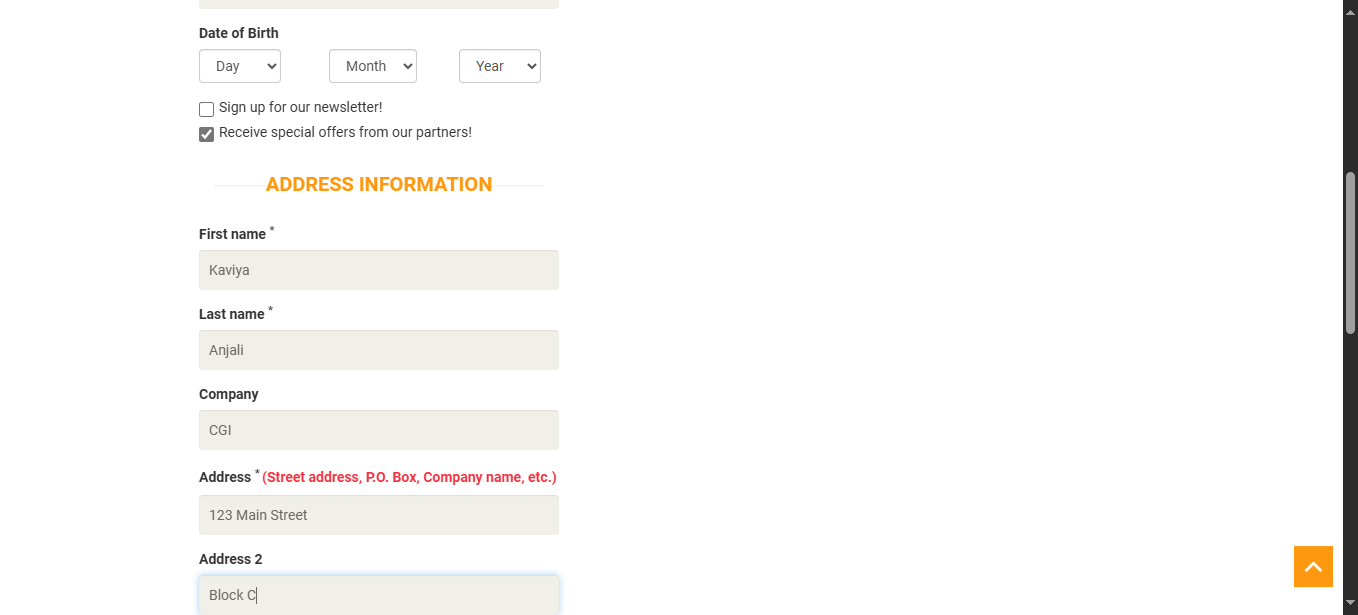 Date of Birth
Day Month Year
Sign up for our newsletter!
Receive special offers from our partners!
ADDRESS INFORMATION
First name *
Kaviya
Last name *
Anjali
Company
CGI
Address * (Street address, P.O. Box, Company name, etc.)
123 Main Street
Address 2
Block C